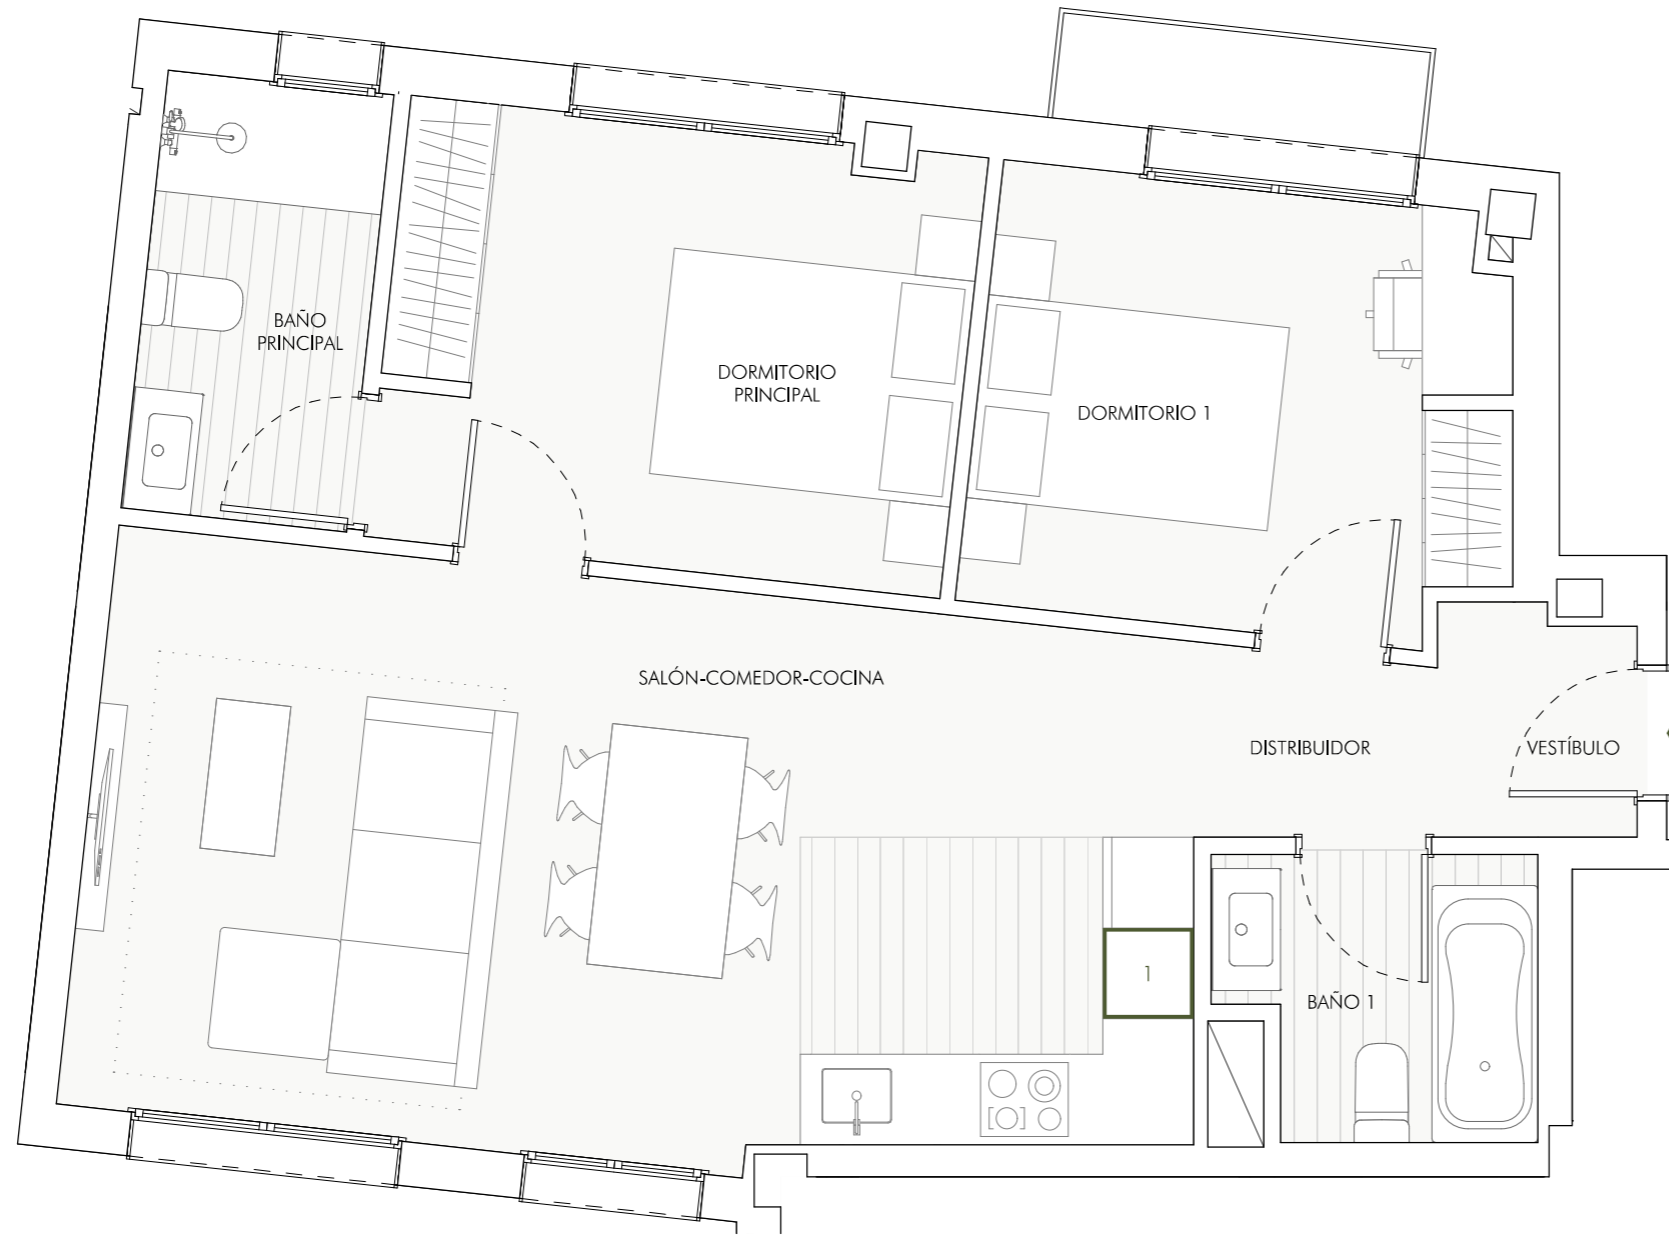 BAÑO
PRINCIPAL
DORMITORIO
PRINCIPAL
DORMITORIO 1
SALÓN-COMEDOR-COCINA
DISTRIBUIDOR
VESTÍBULO
1
BAÑO 1